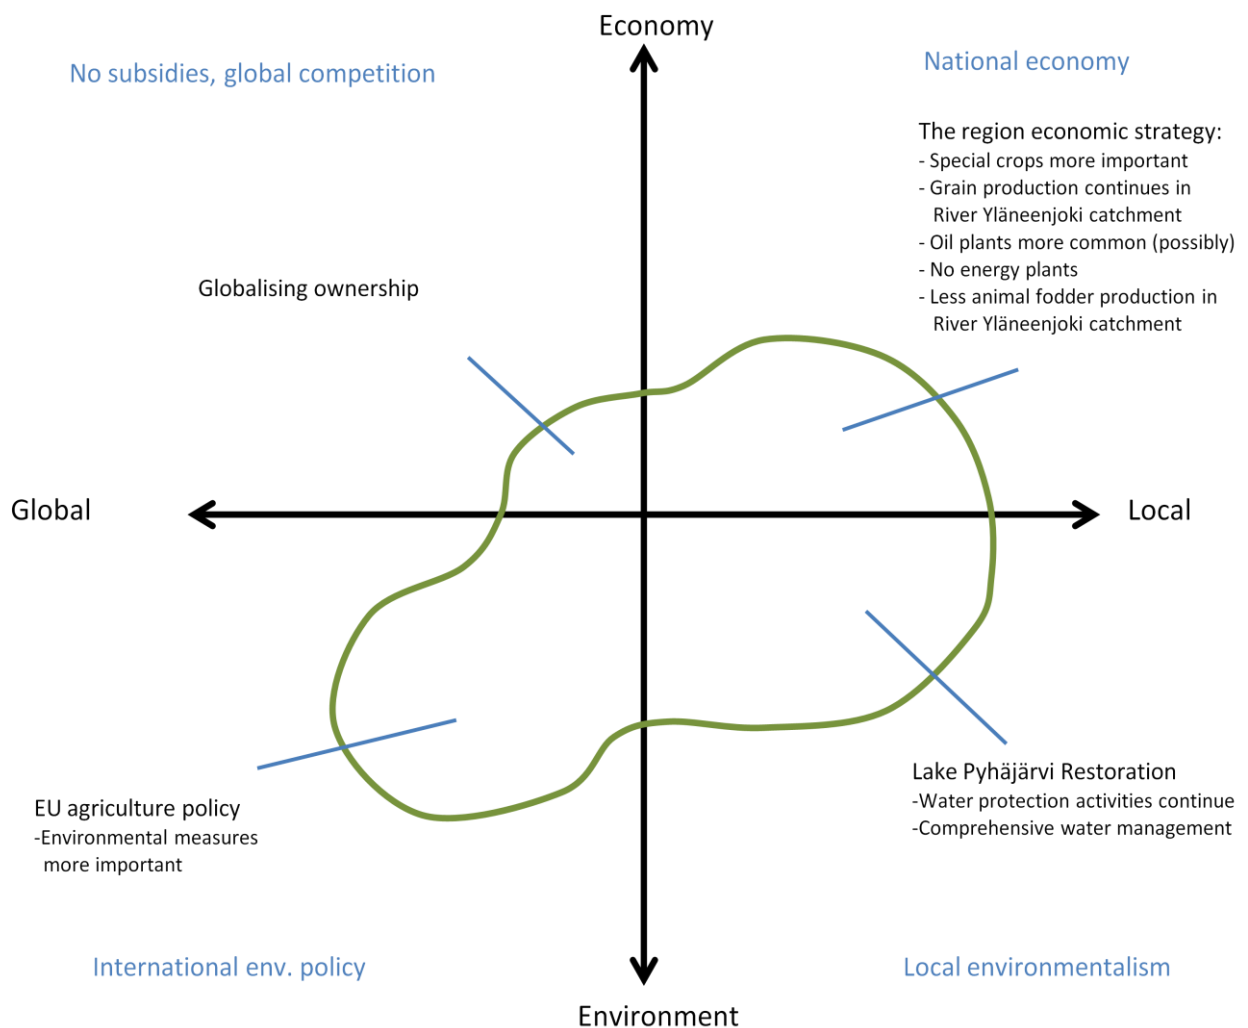 Economy
No subsidies, global competition
National economy
The region economic strategy:
- Special crops more important
- Grain production continues in
River Yläneenjoki catchment
- Oil plants more common (possibly)
- No energy plants
- Less animal fodder production in
River Yläneenjoki catchment
Globalising ownership
Global
Local
EU agriculture policy
-Environmental measures
more important
Lake Pyhäjärvi Restoration
-Water protection activities continue
-Comprehensive water management
International env. policy
Local environmentalism
Environment